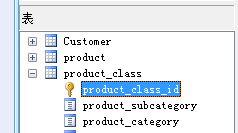 表
Customer
product
product_class
product_class_id
product_subcategory
product_category